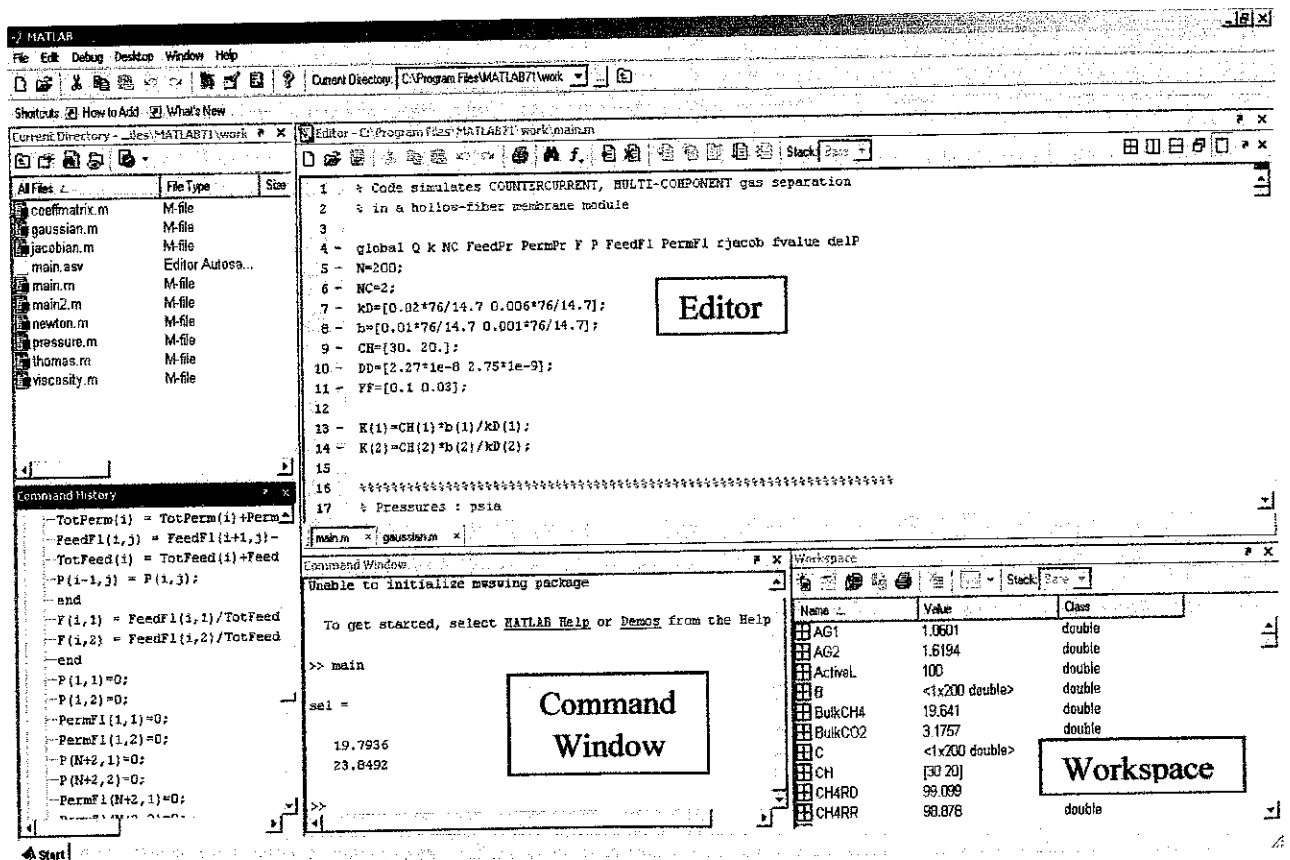 MATLAB
File Edit Debug Desktop Window Help
Current Directory: C:\Program Files\MATLAB71\work
Shortcuts How to Add What's New
Current Directory - ...les\MATLAB71\work
All Files File Type Size
coeffmatrix.m M-file
gaussian.m M-file
jacobian.m M-file
main.asv Editor Autosa...
main.m M-file
main2.m M-file
newton.m M-file
pressure.m M-file
thomas.m M-file
viscosity.m M-file
Editor - C:\Program Files\MATLAB71\work\main.m
Stack: Base
1 % Code simulates COUNTERCURRENT, MULTI-COMPONENT gas separation
2 % in a hollow-fiber membrane module
3
4 - global Q k NC FeedPr PermPr F P FeedFl PermFl rjacob fvalue delP
5 - N=200;
6 - NC=2;
7 - kD=[0.02*76/14.7 0.006*76/14.7];
8 - b=[0.01*76/14.7 0.001*76/14.7];
9 - CH=[30. 20.];
10 - DD=[2.27*1e-8 2.75*1e-9];
11 - FF=[0.1 0.03];
12
13 - K(1)=CH(1)*b(1)/kD(1);
14 - K(2)=CH(2)*b(2)/kD(2);
15
16 %%%%%%%%%%%%%%%%%%%%%%%%%%%%%%%%%%%%%%%%%%%%%%%%%%%%%%%%%%%%%%%%%%%%
17 % Pressures : psia
Editor
main.m gaussian.m
Command History
TotPerm(i) = TotPerm(i)+Perm
FeedFl(i,j) = FeedFl(i+1,j)-
TotFeed(i) = TotFeed(i)+Feed
P(i-1,j) = P(i,j);
end
F(i,1) = FeedFl(i,1)/TotFeed
F(i,2) = FeedFl(i,2)/TotFeed
end
P(1,1)=0;
P(1,2)=0;
PermFl(1,1)=0;
PermFl(1,2)=0;
P(N+2,1)=0;
P(N+2,2)=0;
PermFl(N+2,1)=0;
Command Window
Unable to initialize mwswing package
To get started, select MATLAB Help or Demos from the Help
>> main
sel =
19.7936
23.8492
>>
Command
Window
Workspace
Stack: Base
Name Value Class
AG1 1.0601 double
AG2 1.6194 double
ActiveL 100 double
B <1x200 double> double
BulkCH4 19.641 double
BulkCO2 3.1757 double
C <1x200 double>
CH [30 20]
CH4RD 99.099
CH4RR 98.878 double
Workspace
Start